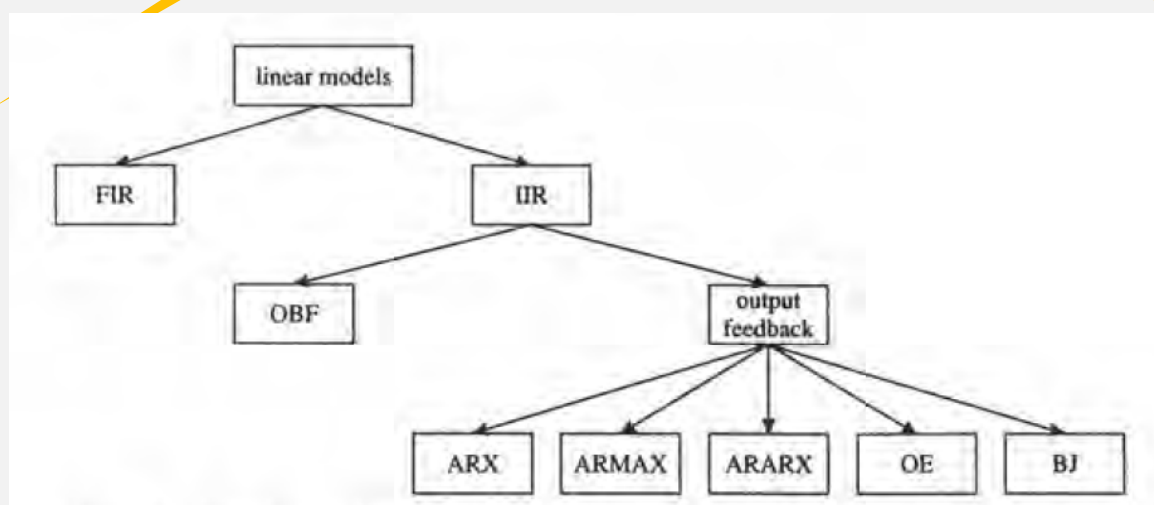 linear models
FIR
IIR
OBF
output
feedback
ARX
ARMAX
ARARX
OE
BJ